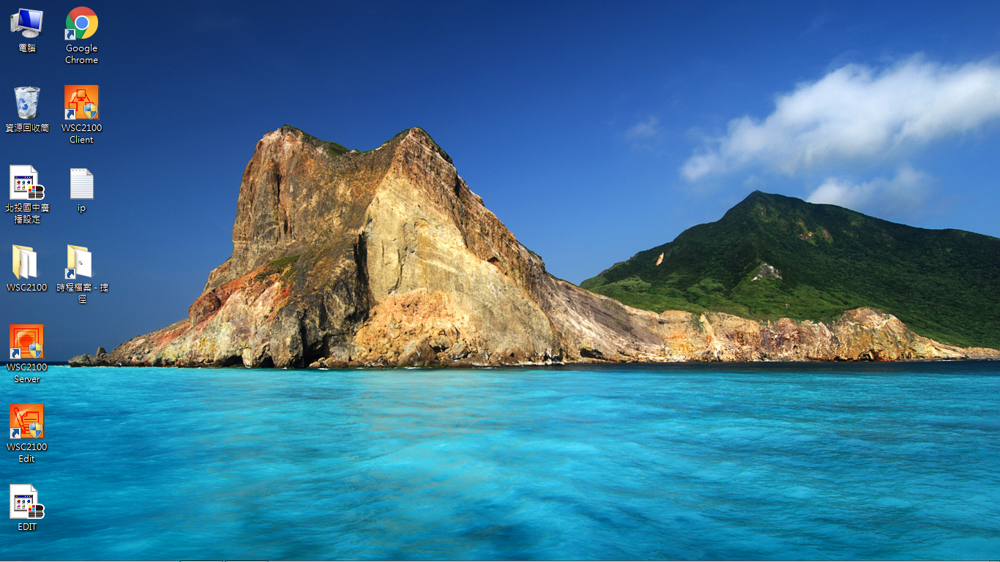 電腦
Google
Chrome
資源回收筒
WSC2100
Client
北投國中廣
播設定
ip
WSC2100
時程檔案 - 捷
徑
WSC2100
Server
WSC2100
Edit
EDIT